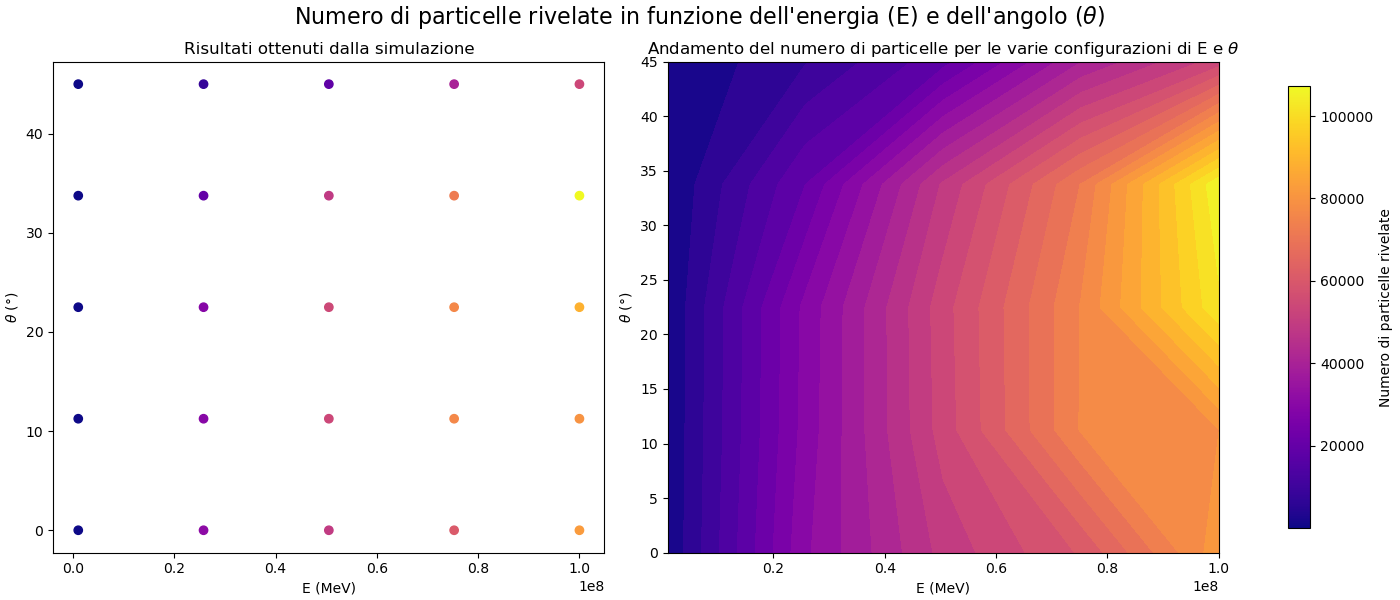 Numero di particelle rivelate in funzione dell'energia (E) e dell'angolo (θ)
Risultati ottenuti dalla simulazione
θ (°)
40
30
20
10
0
0.0 0.2 0.4 0.6 0.8 1.0
1e8
E (MeV)
Andamento del numero di particelle per le varie configurazioni di E e θ
θ (°)
45
40
35
30
25
20
15
10
5
0
0.2 0.4 0.6 0.8 1.0
1e8
E (MeV)
100000
80000
60000
40000
20000
Numero di particelle rivelate